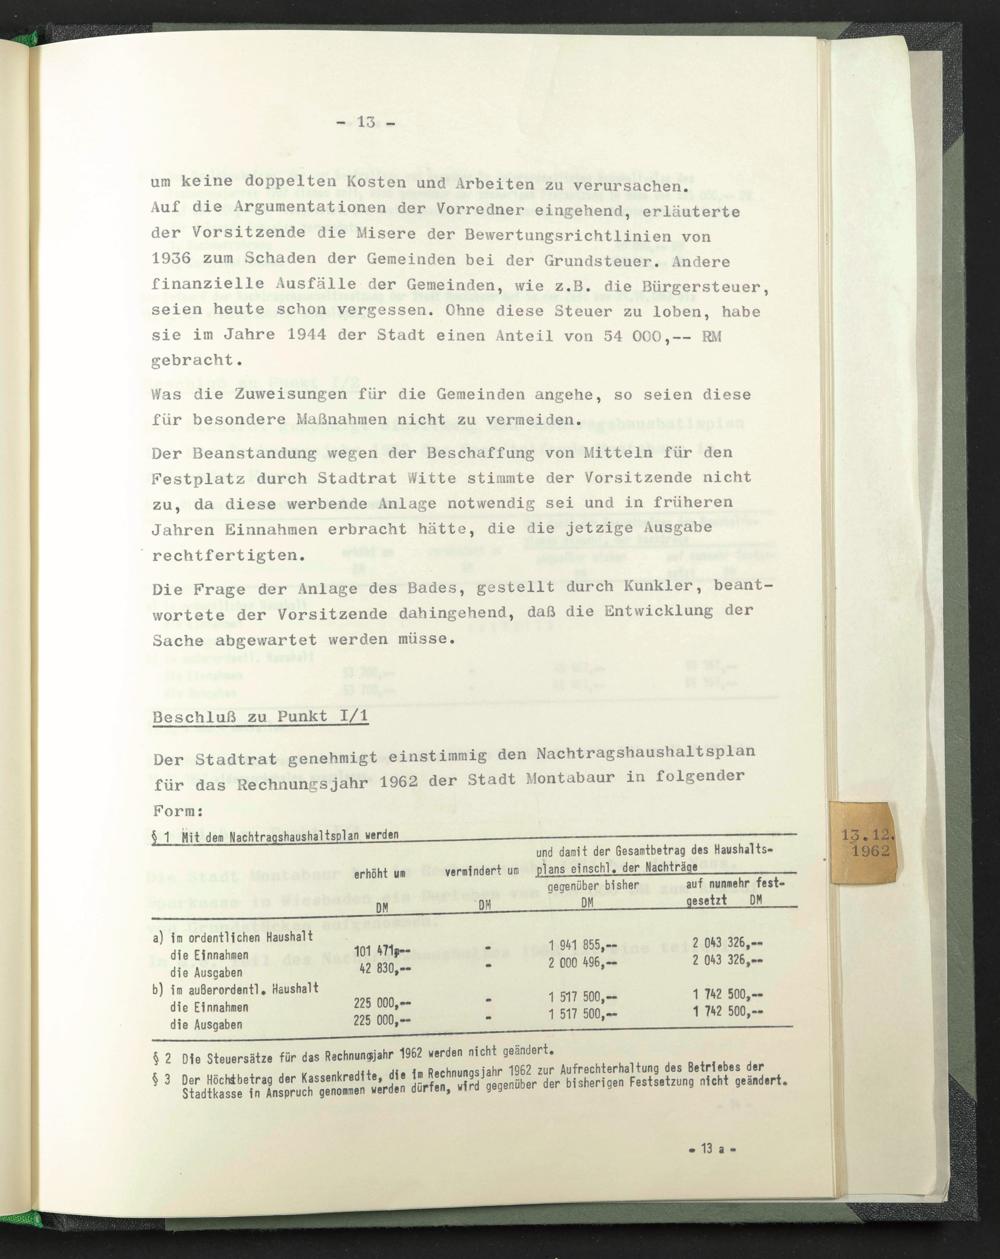 - 13 -
um keine doppelten Kosten und Arbeiten zu verursachen.
Auf die Argumentationen der Vorredner eingehend, erläuterte
der Vorsitzende die Misere der Bewertungsrichtlinien von
1936 zum Schaden der Gemeinden bei der Grundsteuer. Andere
finanzielle Ausfälle der Gemeinden, wie z.B. die Bürgersteuer,
seien heute schon vergessen. Ohne diese Steuer zu loben, habe
sie im Jahre 1944 der Stadt einen Anteil von 54 000,-- RM
gebracht.
Was die Zuweisungen für die Gemeinden angehe, so seien diese
für besondere Maßnahmen nicht zu vermeiden.
Der Beanstandung wegen der Beschaffung von Mitteln für den
Festplatz durch Stadtrat Witte stimmte der Vorsitzende nicht
zu, da diese werbende Anlage notwendig sei und in früheren
Jahren Einnahmen erbracht hätte, die die jetzige Ausgabe
rechtfertigten.
Die Frage der Anlage des Bades, gestellt durch Kunkler, beant-
wortete der Vorsitzende dahingehend, daß die Entwicklung der
Sache abgewartet werden müsse.
Beschluß zu Punkt I/1
Der Stadtrat genehmigt einstimmig den Nachtragshaushaltsplan
für das Rechnungsjahr 1962 der Stadt Montabaur in folgender
Form:
§ 1 Mit dem Nachtragshaushaltsplan werden
und damit der Gesamtbetrag des Haushalts-
erhöht um vermindert um plans einschl. der Nachträge
gegenüber bisher auf nunmehr fest-
DM DM DM gesetzt DM
a) im ordentlichen Haushalt
die Einnahmen 101 471,-- - 1 941 855,-- 2 043 326,--
die Ausgaben 42 830,-- - 2 000 496,-- 2 043 326,--
b) im außerordentl. Haushalt
die Einnahmen 225 000,-- - 1 517 500,-- 1 742 500,--
die Ausgaben 225 000,-- - 1 517 500,-- 1 742 500,--
§ 2 Die Steuersätze für das Rechnungsjahr 1962 werden nicht geändert.
§ 3 Der Höchstbetrag der Kassenkredite, die im Rechnungsjahr 1962 zur Aufrechterhaltung des Betriebes der
Stadtkasse in Anspruch genommen werden dürfen, wird gegenüber der bisherigen Festsetzung nicht geändert.
- 13 a -
13.12.
1962